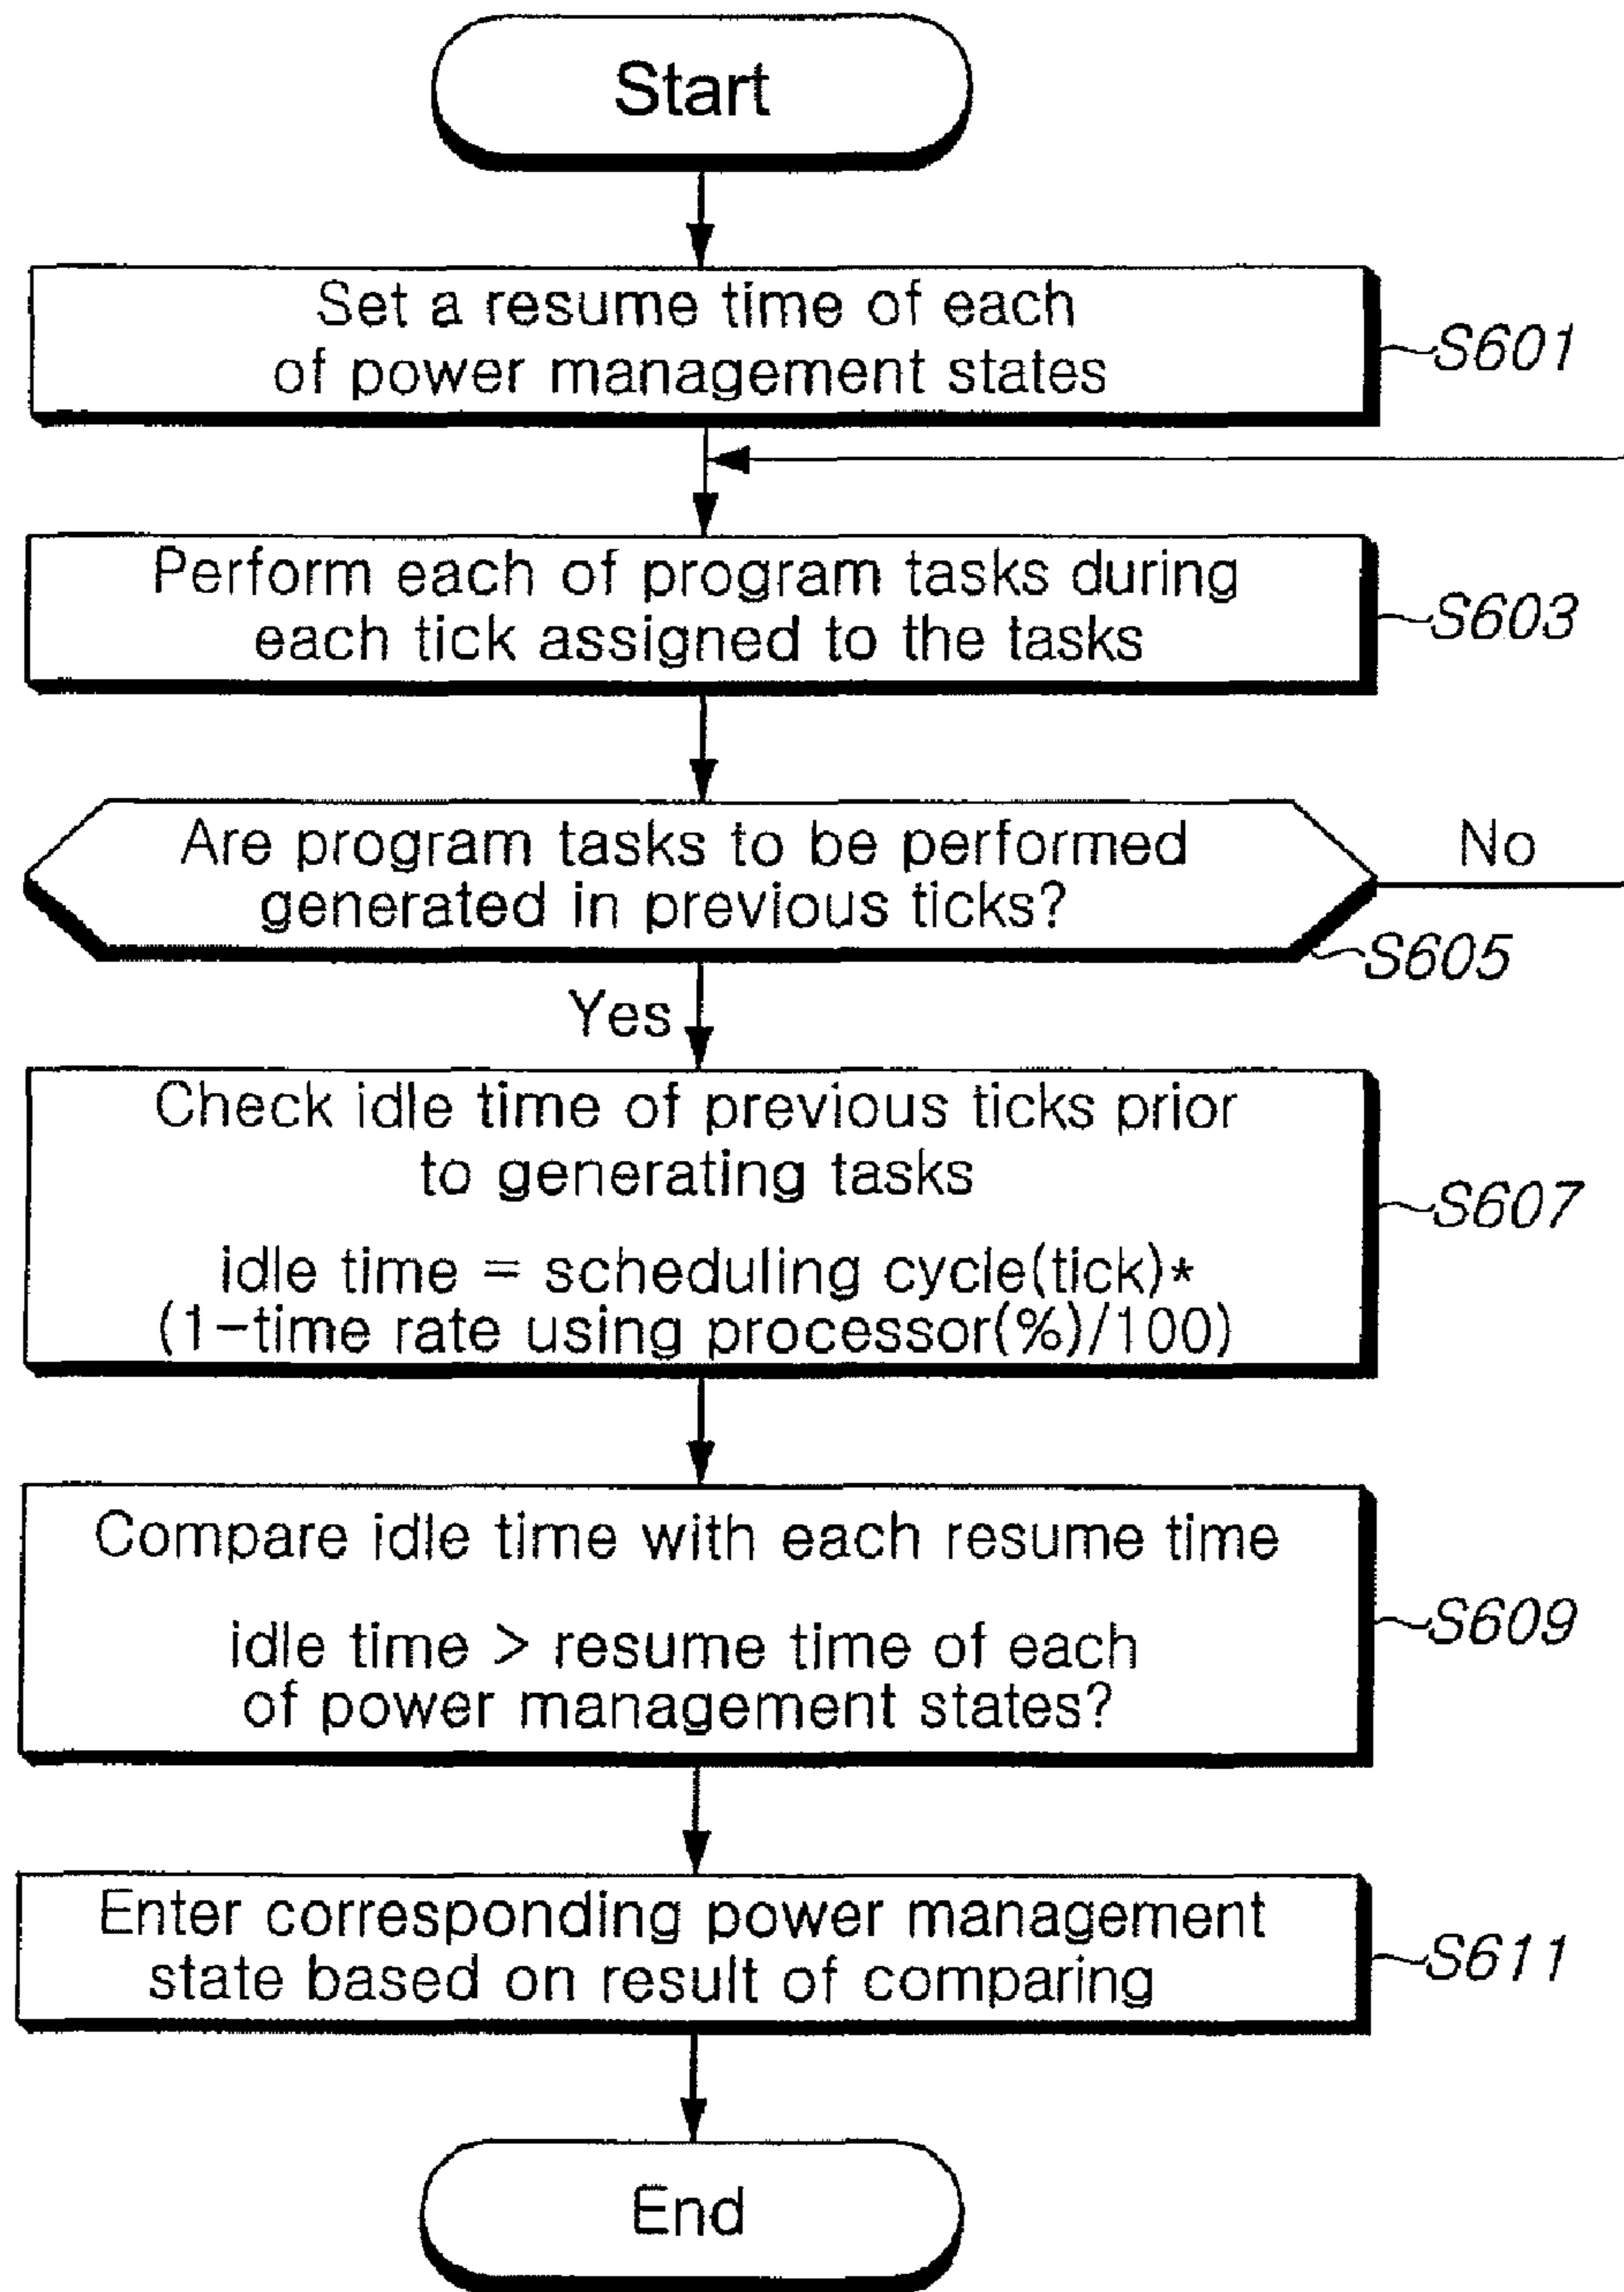 Start
Set a resume time of each
of power management states
S601
Perform each of program tasks during
each tick assigned to the tasks
S603
Are program tasks to be performed
generated in previous ticks?
No
S605
Yes
Check idle time of previous ticks prior
to generating tasks
idle time = scheduling cycle(tick)*
(1-time rate using processor(%)/100)
S607
Compare idle time with each resume time
idle time > resume time of each
of power management states?
S609
Enter corresponding power management
state based on result of comparing
S611
End